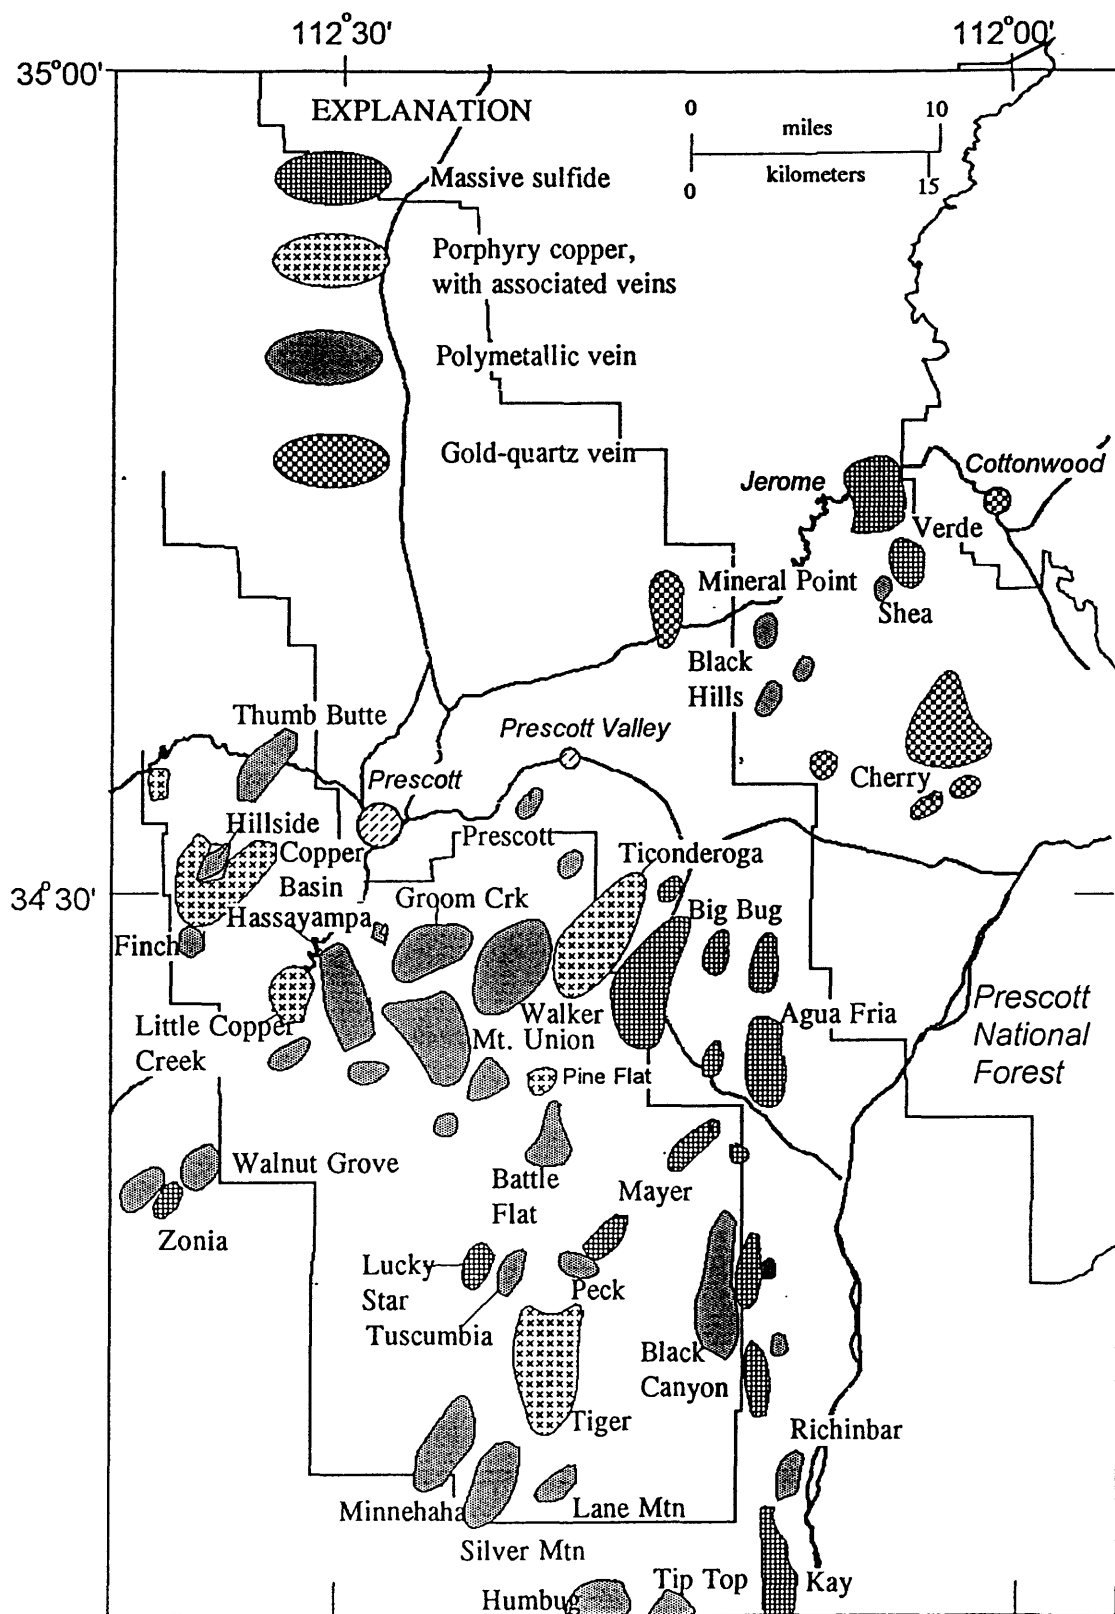 112°30'
112°00'
35°00'
EXPLANATION
0
10
miles
kilometers
0
15
Massive sulfide
Porphyry copper,
with associated veins
Polymetallic vein
Gold-quartz vein
Jerome
Cottonwood
Verde
Mineral Point
Shea
Black
Hills
Thumb Butte
Prescott Valley
Prescott
Cherry
Hillside
Prescott
Copper
Basin
Ticonderoga
34°30'
Groom Crk
Hassayampa
Big Bug
Finch
Prescott
National
Forest
Walker
Agua Fria
Little Copper
Creek
Mt. Union
Pine Flat
Walnut Grove
Battle
Flat
Mayer
Zonia
Lucky
Star
Peck
Tuscumbia
Black
Canyon
Tiger
Richinbar
Minnehaha
Lane Mtn
Silver Mtn
Humbug
Tip Top
Kay